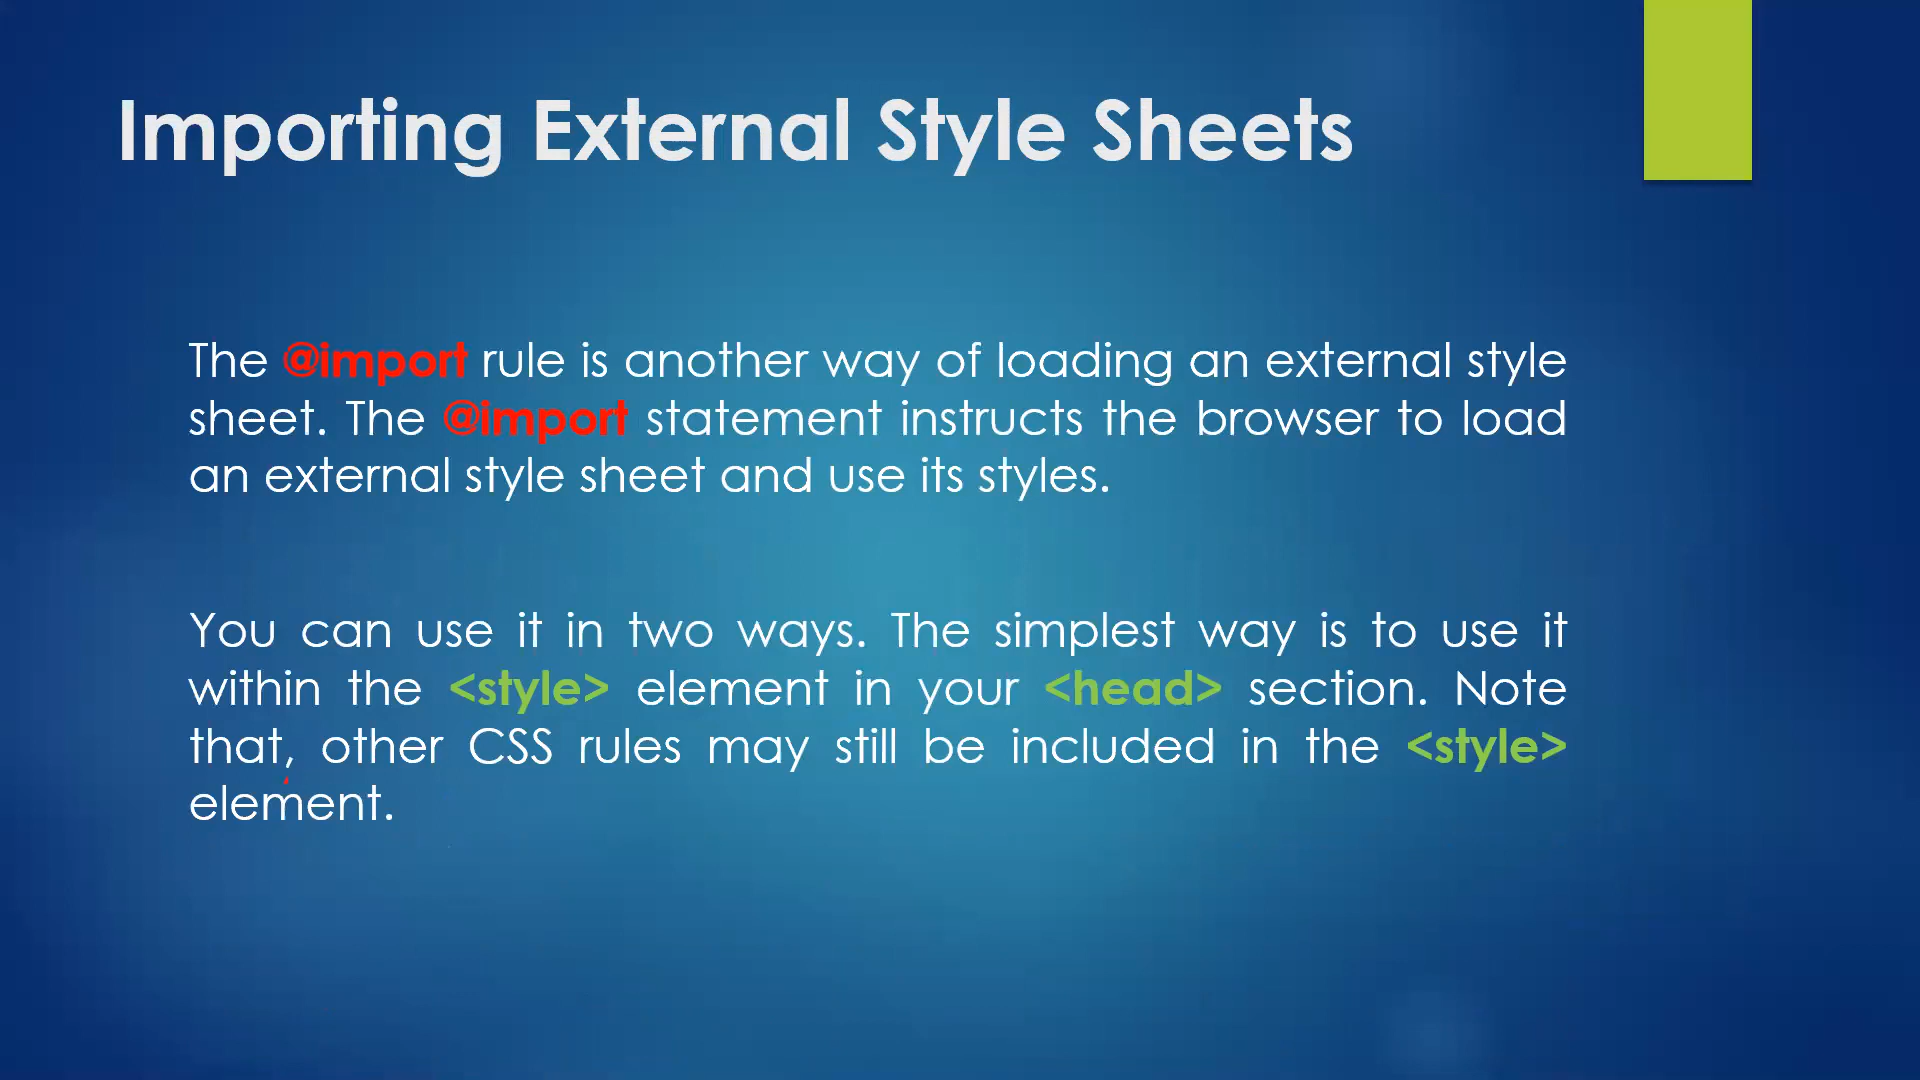 Importing External Style Sheets
The @import rule is another way of loading an external style
sheet. The @import statement instructs the browser to load
an external style sheet and use its styles.
You can use it in two ways. The simplest way is to use it
within the <style> element in your <head> section. Note
that, other CSS rules may still be included in the <style>
element.